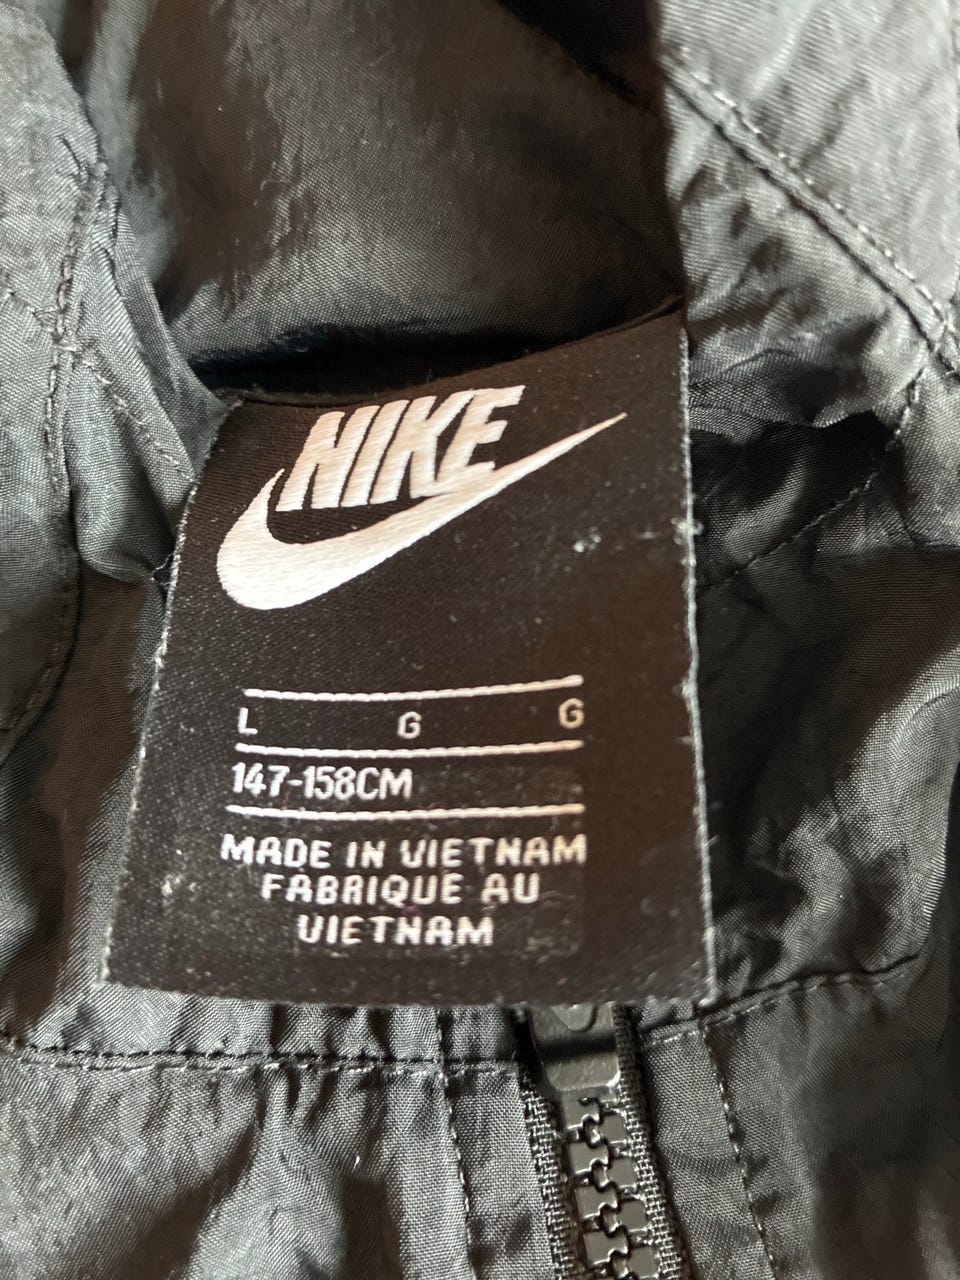 NIKE
L G G
147-158CM
MADE IN VIETNAM
FABRIQUE AU
VIETNAM